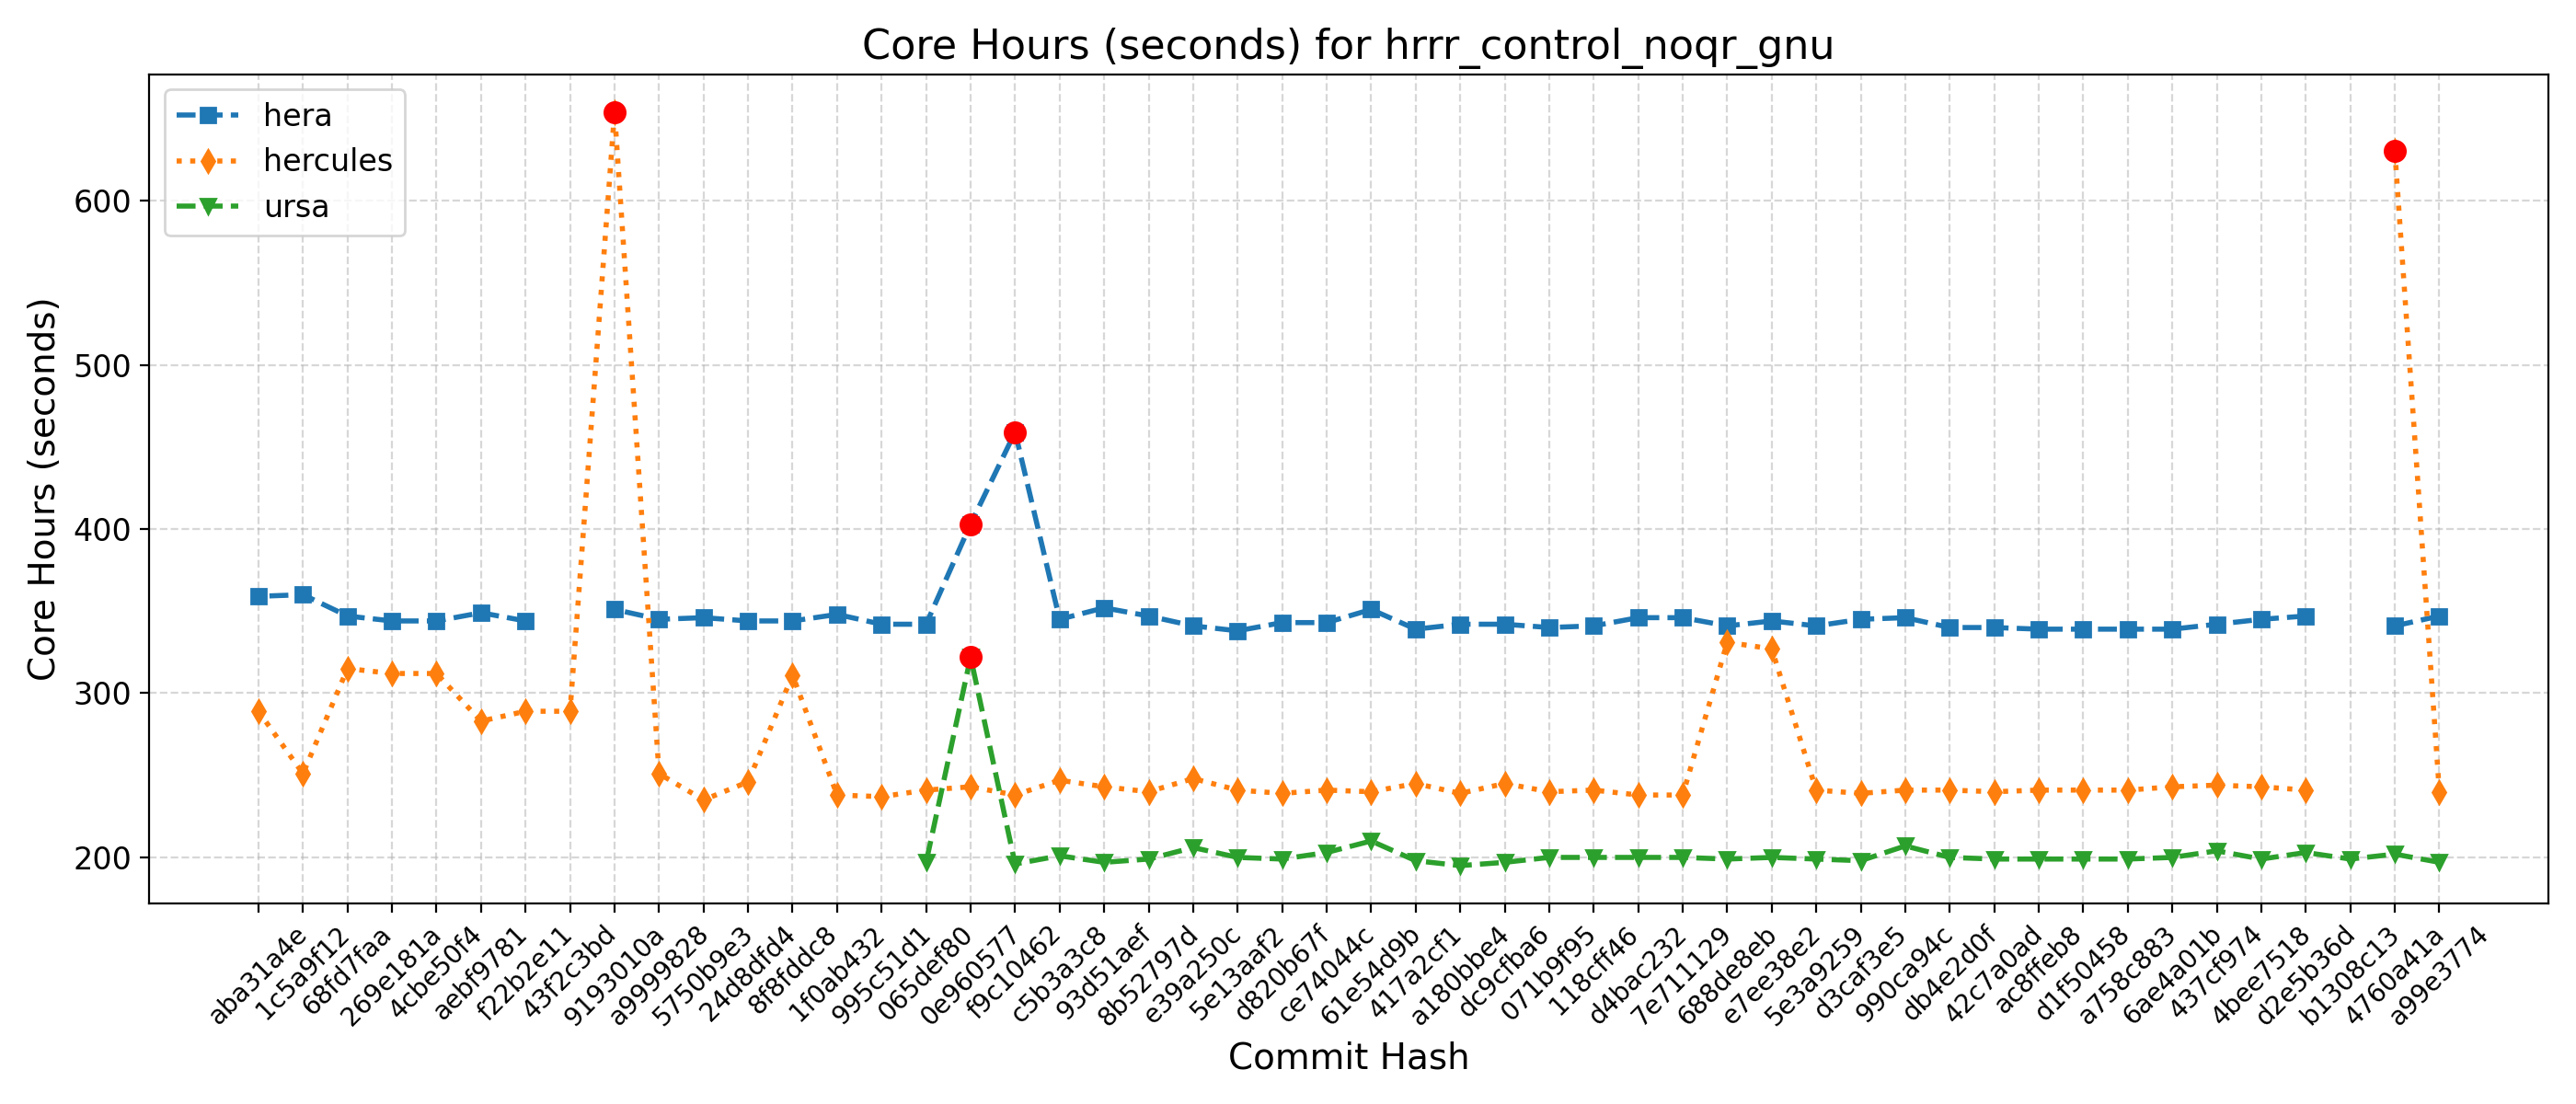 Core Hours (seconds) for hrrr_control_noqr_gnu
hera
hercules
ursa
Core Hours (seconds)
600
500
400
300
200
aba31a4e
1c5a9f12
68fd7faa
269e181a
4cbe50f4
aebf9781
f22b2e11
43f2c3bd
9193010a
a9999828
5750b9e3
24d8dfd4
8f8fddc8
1f0ab432
995c51d1
065def80
0e960577
f9c10462
c5b3a3c8
93d51aef
8b52797d
e39a250c
5e13aaf2
d820b67f
ce74044c
61e54d9b
417a2cf1
a180bbe4
dc9cfba6
071b9f95
118cff46
d4bac232
7e711129
688de8eb
e7ee38e2
5e3a9259
d3caf3e5
990ca94c
db4e2d0f
42c7a0ad
ac8ffeb8
d1f50458
a758c883
6ae4a01b
437cf974
4bee7518
d2e5b36d
b1308c13
4760a41a
a99e3774
Commit Hash